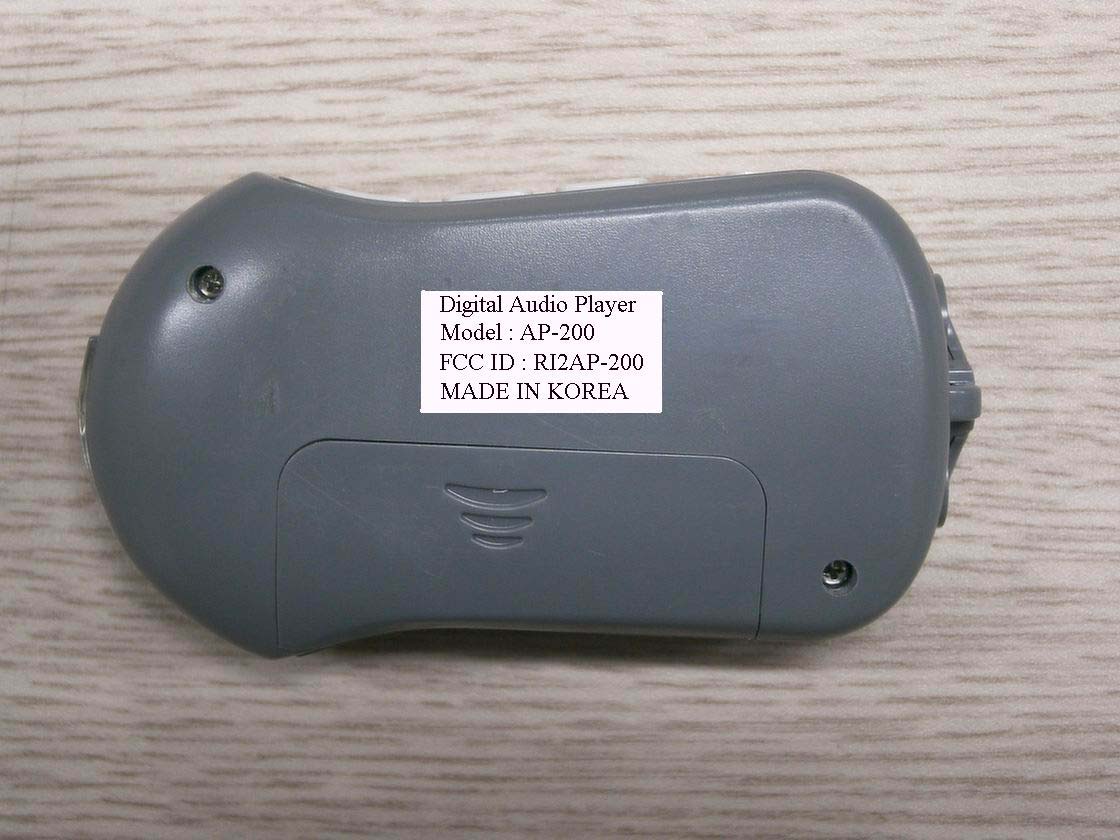 Digital Audio Player
Model : AP-200
FCC ID : RI2AP-200
MADE IN KOREA